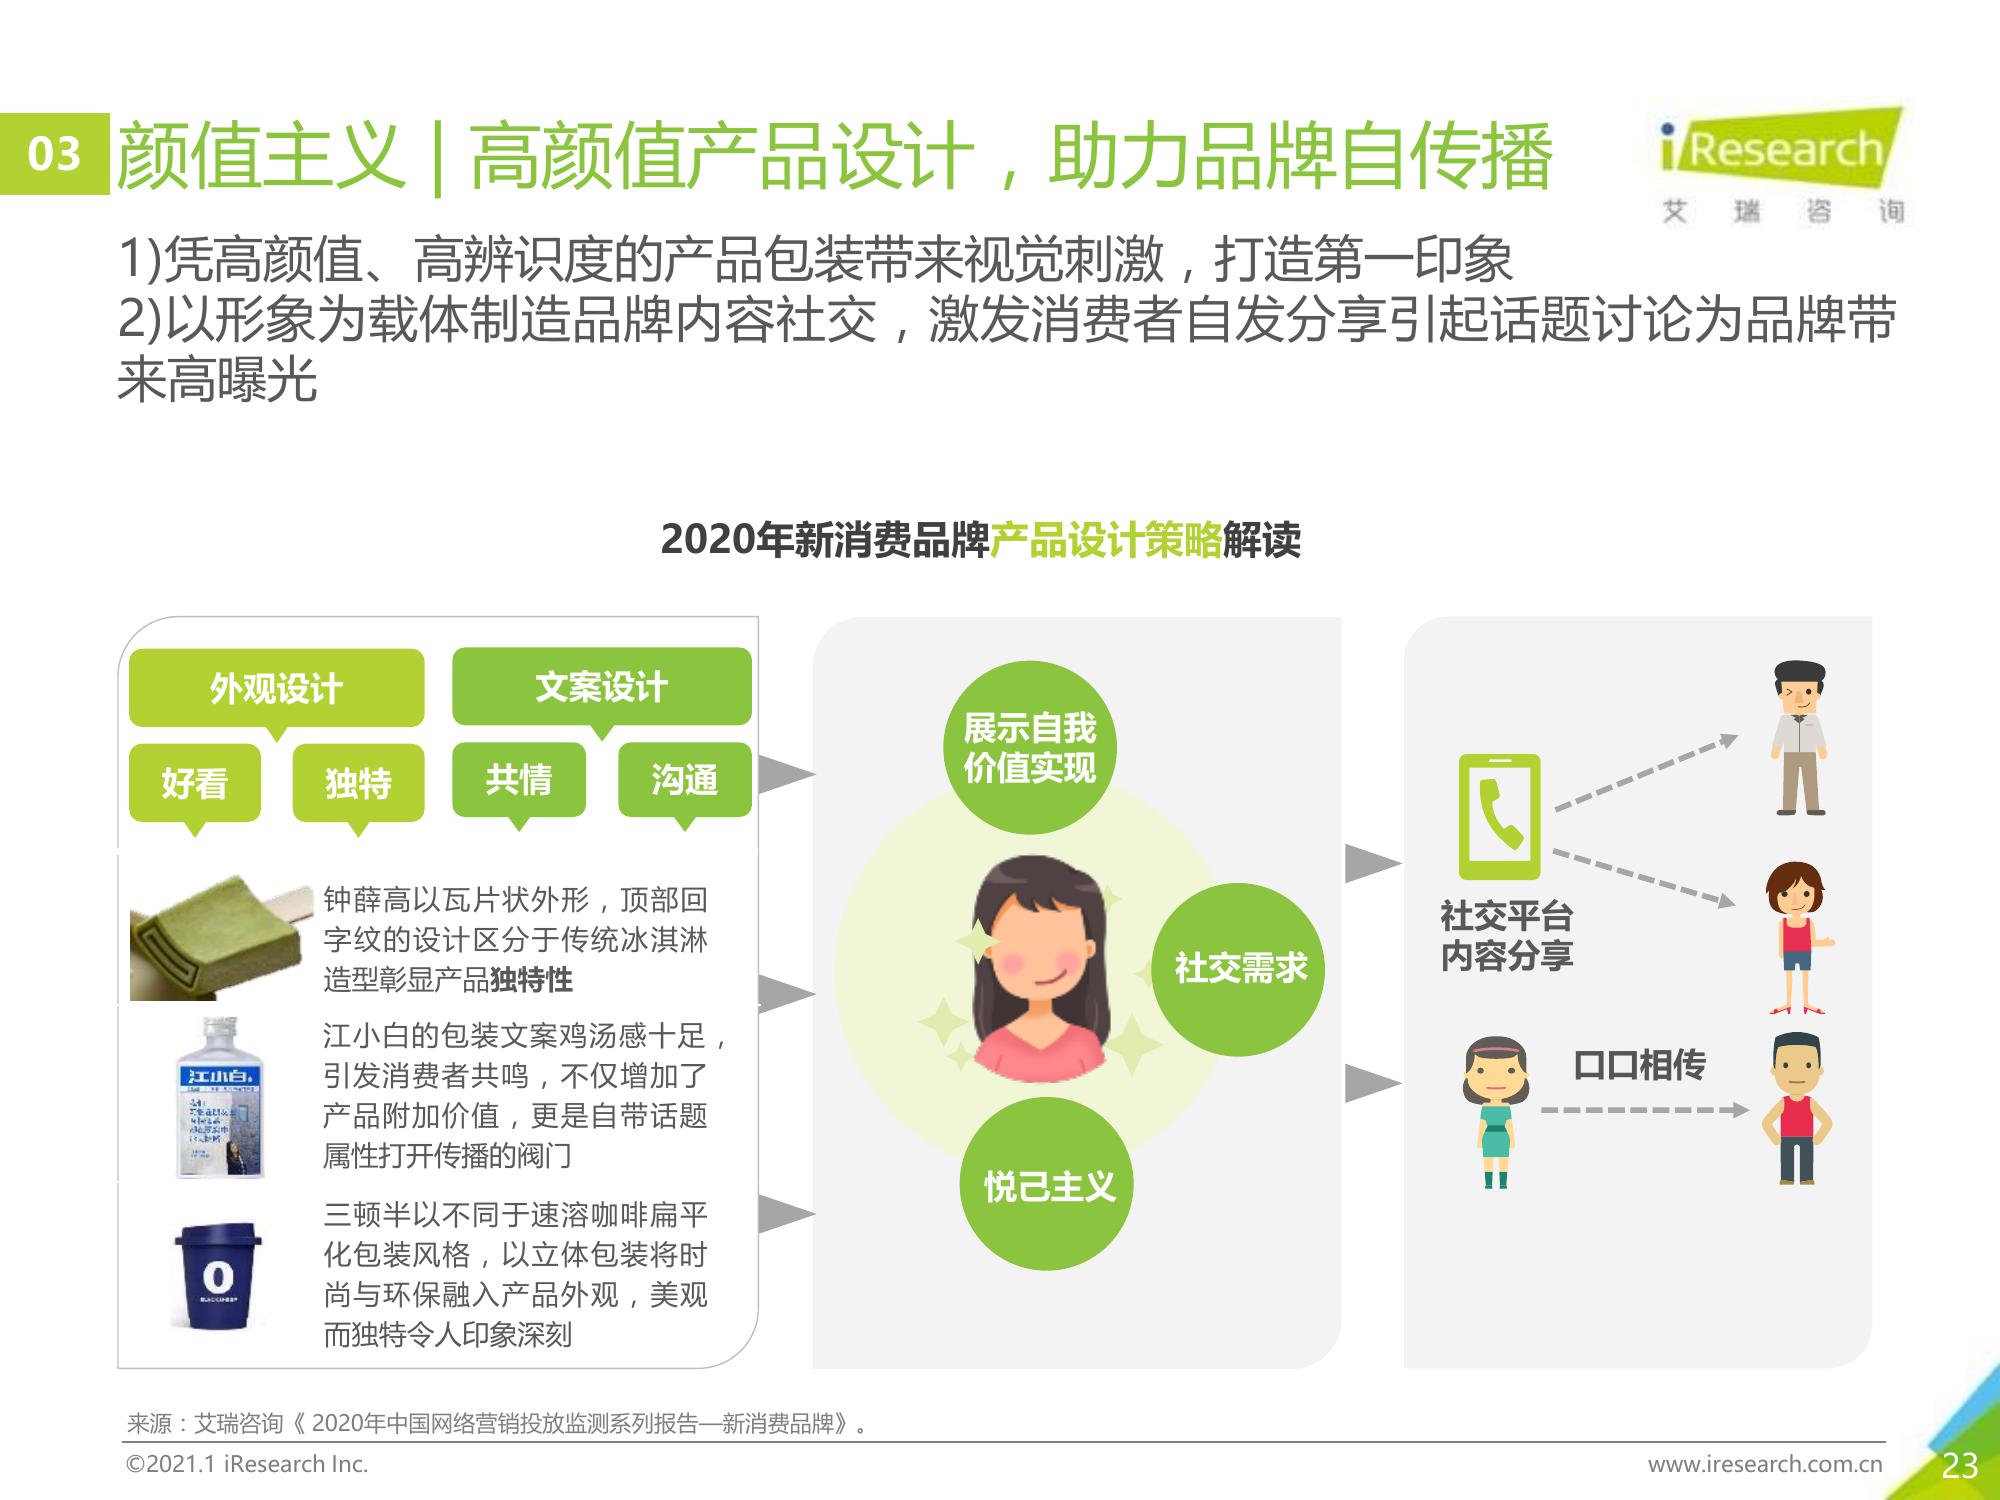 03
颜值主义 | 高颜值产品设计，助力品牌自传播
iResearch
艾瑞咨询
1)凭高颜值、高辨识度的产品包装带来视觉刺激，打造第一印象
2)以形象为载体制造品牌内容社交，激发消费者自发分享引起话题讨论为品牌带
来高曝光
2020年新消费品牌产品设计策略解读
外观设计
文案设计
好看
独特
共情
沟通
钟薛高以瓦片状外形，顶部回
字纹的设计区分于传统冰淇淋
造型彰显产品独特性
江小白.
江小白的包装文案鸡汤感十足，
引发消费者共鸣，不仅增加了
产品附加价值，更是自带话题
属性打开传播的阀门
0
三顿半以不同于速溶咖啡扁平
化包装风格，以立体包装将时
尚与环保融入产品外观，美观
而独特令人印象深刻
展示自我
价值实现
社交需求
悦己主义
社交平台
内容分享
口口相传
来源：艾瑞咨询《 2020年中国网络营销投放监测系列报告—新消费品牌》。
©2021.1 iResearch Inc.
www.iresearch.com.cn
23